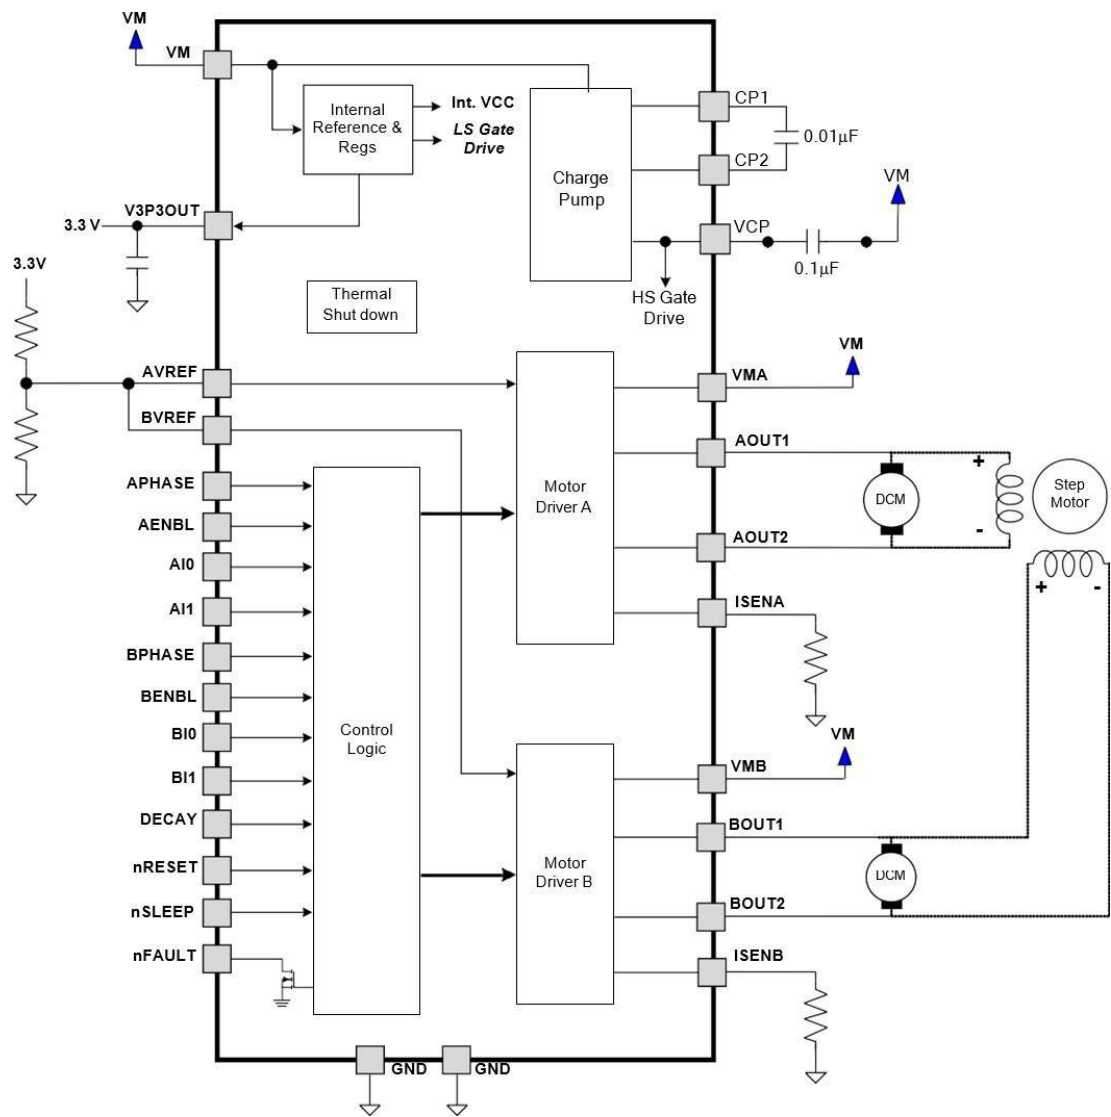 VM
VM
Internal
Reference &
Regs
Int. VCC
LS Gate
Drive
Charge
Pump
CP1
0.01µF
CP2
VM
VCP
0.1µF
HS Gate
Drive
V3P3OUT
3.3 V
3.3V
Thermal
Shut down
AVREF
BVREF
APHASE
AENBL
AI0
AI1
BPHASE
BENBL
BI0
BI1
DECAY
nRESET
nSLEEP
nFAULT
Control
Logic
Motor
Driver A
VMA
VM
AOUT1
DCM
+
-
Step
Motor
AOUT2
+
-
ISENA
Motor
Driver B
VMB
VM
BOUT1
DCM
BOUT2
ISENB
GND
GND